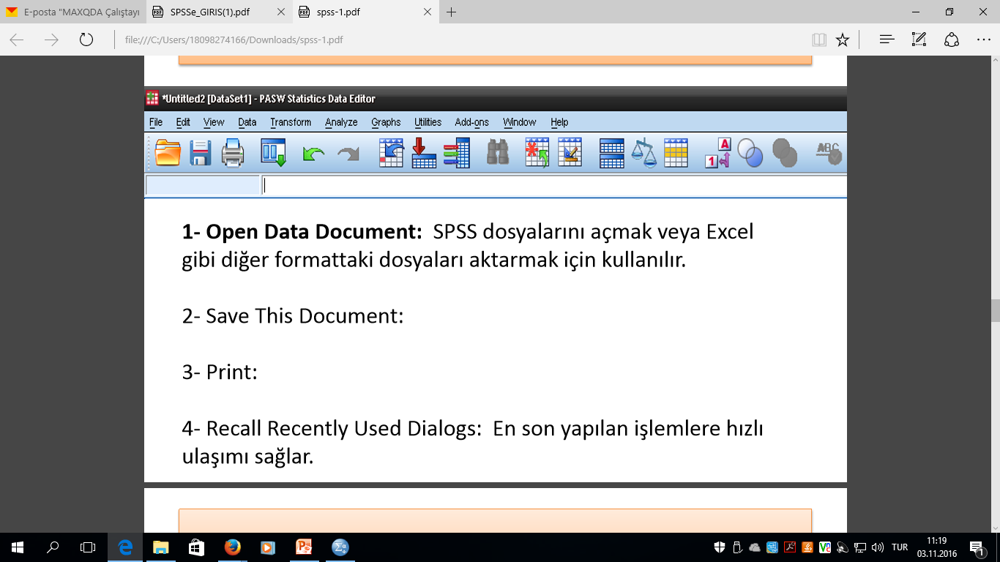 E-posta "MAXQDA Çalıştayı
SPSSe_GIRIS(1).pdf
spss-1.pdf
file:///C:/Users/18098274166/Downloads/spss-1.pdf
*Untitled2 [DataSet1] - PASW Statistics Data Editor
File Edit View Data Transform Analyze Graphs Utilities Add-ons Window Help
A
1
ABC
1- Open Data Document: SPSS dosyalarını açmak veya Excel
gibi diğer formattaki dosyaları aktarmak için kullanılır.
2- Save This Document:
3- Print:
4- Recall Recently Used Dialogs: En son yapılan işlemlere hızlı
ulaşımı sağlar.
TUR
11:19
03.11.2016
1